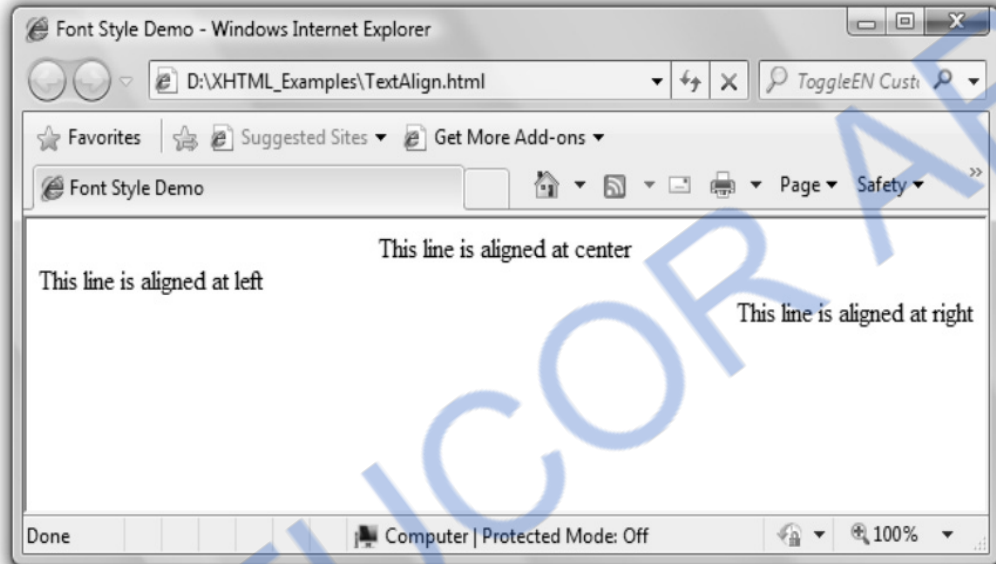 Font Style Demo - Windows Internet Explorer
D:\XHTML_Examples\TextAlign.html
ToggleEN Cust
Favorites Suggested Sites Get More Add-ons
Font Style Demo Page Safety
This line is aligned at center
This line is aligned at left
This line is aligned at right
Done Computer | Protected Mode: Off 100%